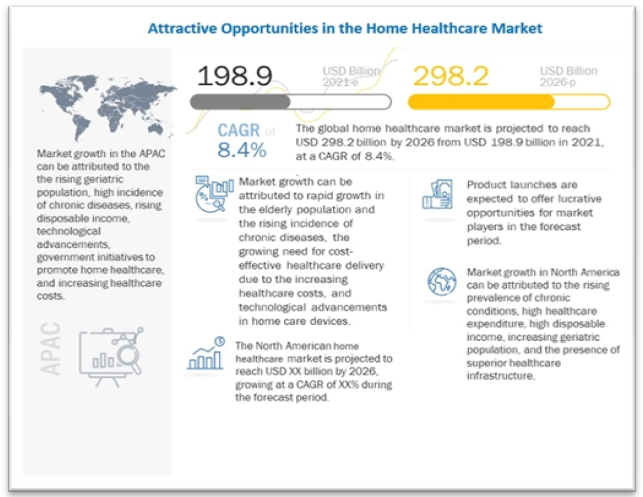 Attractive Opportunities in the Home Healthcare Market
198.9
USD Billion
2021-e
298.2
USD Billion
2026-p
CAGR of
8.4%
The global home healthcare market is projected to reach
USD 298.2 billion by 2026 from USD 198.9 billion in 2021,
at a CAGR of 8.4%.
Market growth in the APAC
can be attributed to the
the rising geriatric
population, high incidence
of chronic diseases, rising
disposable income,
technological
advancements,
government initiatives to
promote home healthcare,
and increasing healthcare
costs.
APAC
Market growth can be
attributed to rapid growth in
the elderly population and
the rising incidence of
chronic diseases, the
growing need for cost-
effective healthcare delivery
due to the increasing
healthcare costs, and
technological advancements
in home care devices.
The North American home
healthcare market is projected to
reach USD XX billion by 2026,
growing at a CAGR of XX% during
the forecast period.
Product launches are
expected to offer lucrative
opportunities for market
players in the forecast
period.
Market growth in North America
can be attributed to the rising
prevalence of chronic
conditions, high healthcare
expenditure, high disposable
income, increasing geriatric
population, and the presence of
superior healthcare
infrastructure.